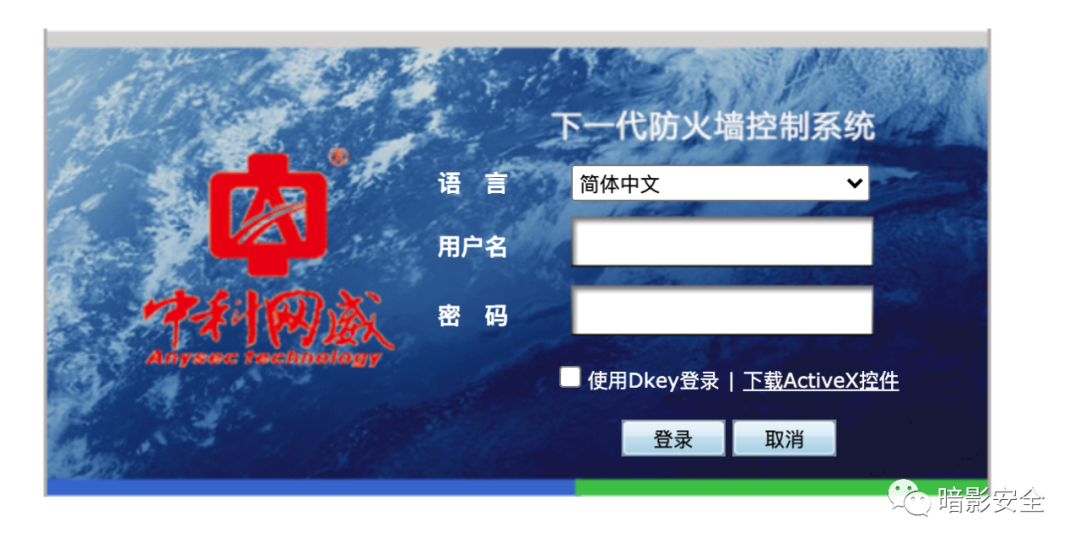 下一代防火墙控制系统
®
语 言 简体中文
用户名
密 码
中科网威
Anysec technology
使用Dkey登录 | 下载ActiveX控件
登录 取消
暗影安全